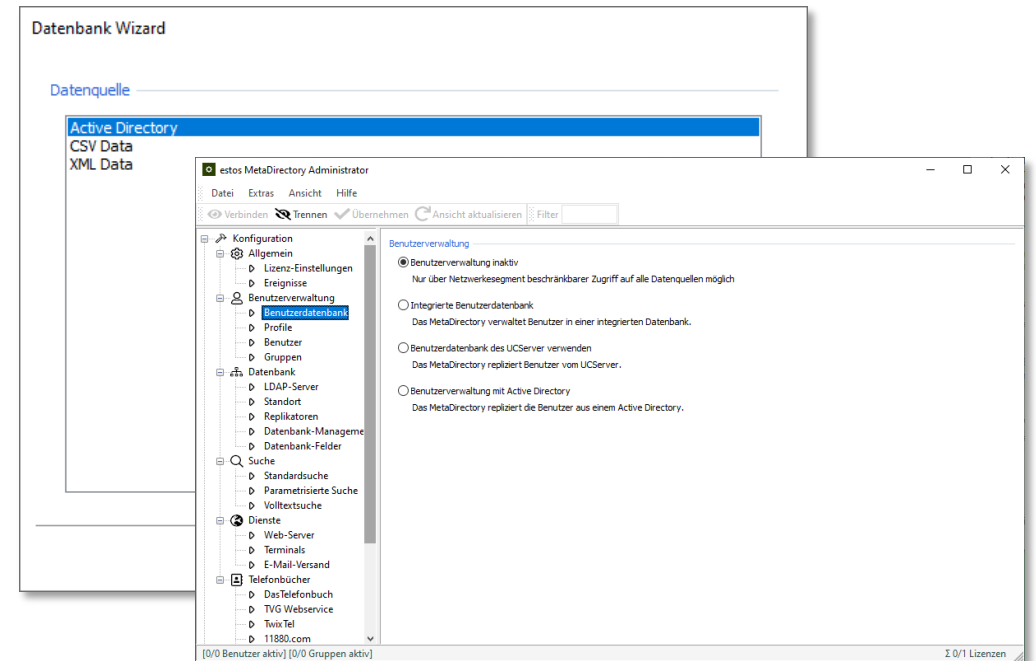 Datenbank Wizard
Datenquelle
Active Directory
CSV Data
XML Data
estos MetaDirectory Administrator
Datei Extras Ansicht Hilfe
Verbinden Trennen Übernehmen Ansicht aktualisieren Filter
Konfiguration
Allgemein
Lizenz-Einstellungen
Ereignisse
Benutzerverwaltung
Benutzerdatenbank
Profile
Benutzer
Gruppen
Datenbank
LDAP-Server
Standort
Replikatoren
Datenbank-Manageme
Datenbank-Felder
Suche
Standardsuche
Parametrisierte Suche
Volltextsuche
Dienste
Web-Server
Terminals
E-Mail-Versand
Telefonbücher
DasTelefonbuch
TVG Webservice
TwixTel
11880.com
Benutzerverwaltung
Benutzerverwaltung inaktiv
Nur über Netzwerkesegment beschränkbarer Zugriff auf alle Datenquellen möglich
Integrierte Benutzerdatenbank
Das MetaDirectory verwaltet Benutzer in einer integrierten Datenbank.
Benutzerdatenbank des UCServer verwenden
Das MetaDirectory repliziert Benutzer vom UCServer.
Benutzerverwaltung mit Active Directory
Das MetaDirectory repliziert die Benutzer aus einem Active Directory.
[0/0 Benutzer aktiv] [0/0 Gruppen aktiv] Σ 0/1 Lizenzen